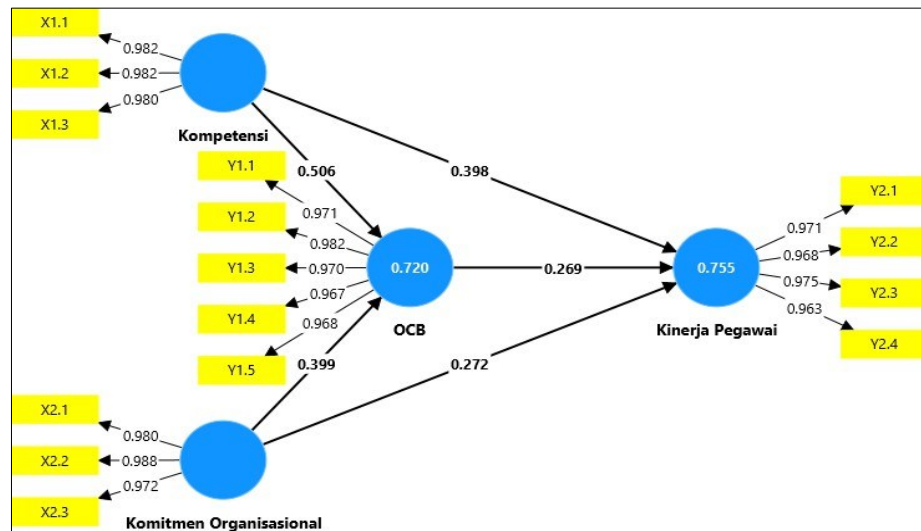 X1.1
0.982
X1.2
0.982
X1.3
0.980
Kompetensi
0.506
0.398
Y1.1
0.971
Y1.2
0.982
Y1.3
0.970
Y1.4
0.967
Y1.5
0.968
0.720
OCB
0.269
0.755
Kinerja Pegawai
Y2.1
0.971
Y2.2
0.968
Y2.3
0.975
Y2.4
0.963
0.399
0.272
X2.1
0.980
X2.2
0.988
X2.3
0.972
Komitmen Organisasional